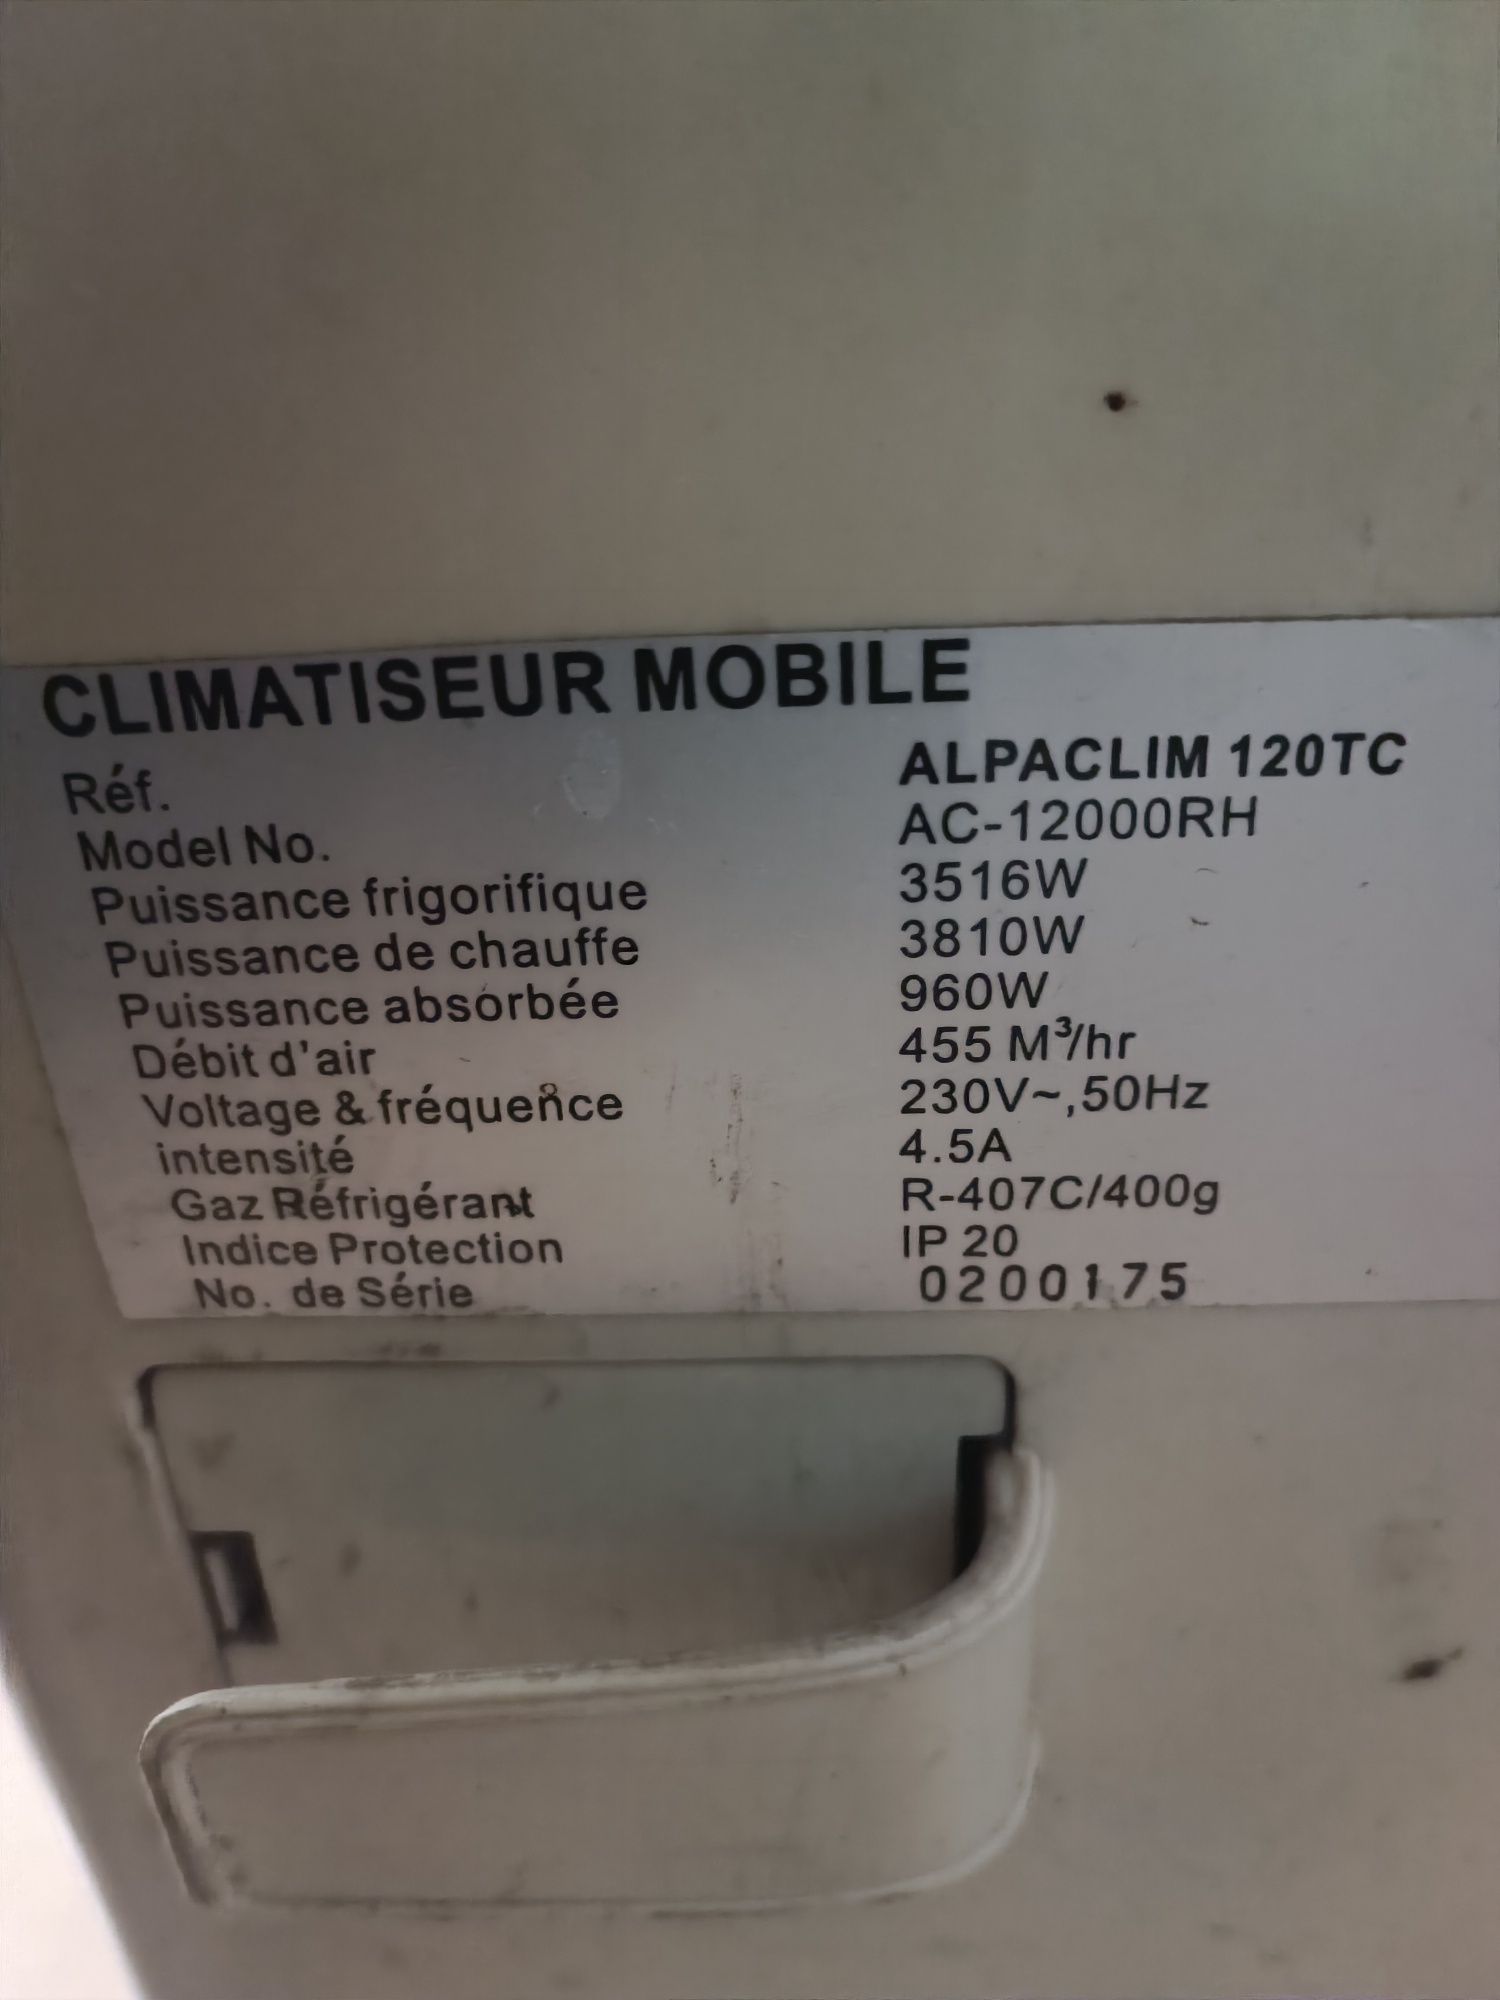 CLIMATISEUR MOBILE
Réf. ALPACLIM 120TC
Model No. AC-12000RH
Puissance frigorifique 3516W
Puissance de chauffe 3810W
Puissance absorbée 960W
Débit d'air 455 M³/hr
Voltage & fréquence 230V~,50Hz
intensité 4.5A
Gaz Réfrigérant R-407C/400g
Indice Protection IP 20
No. de Série 0200175